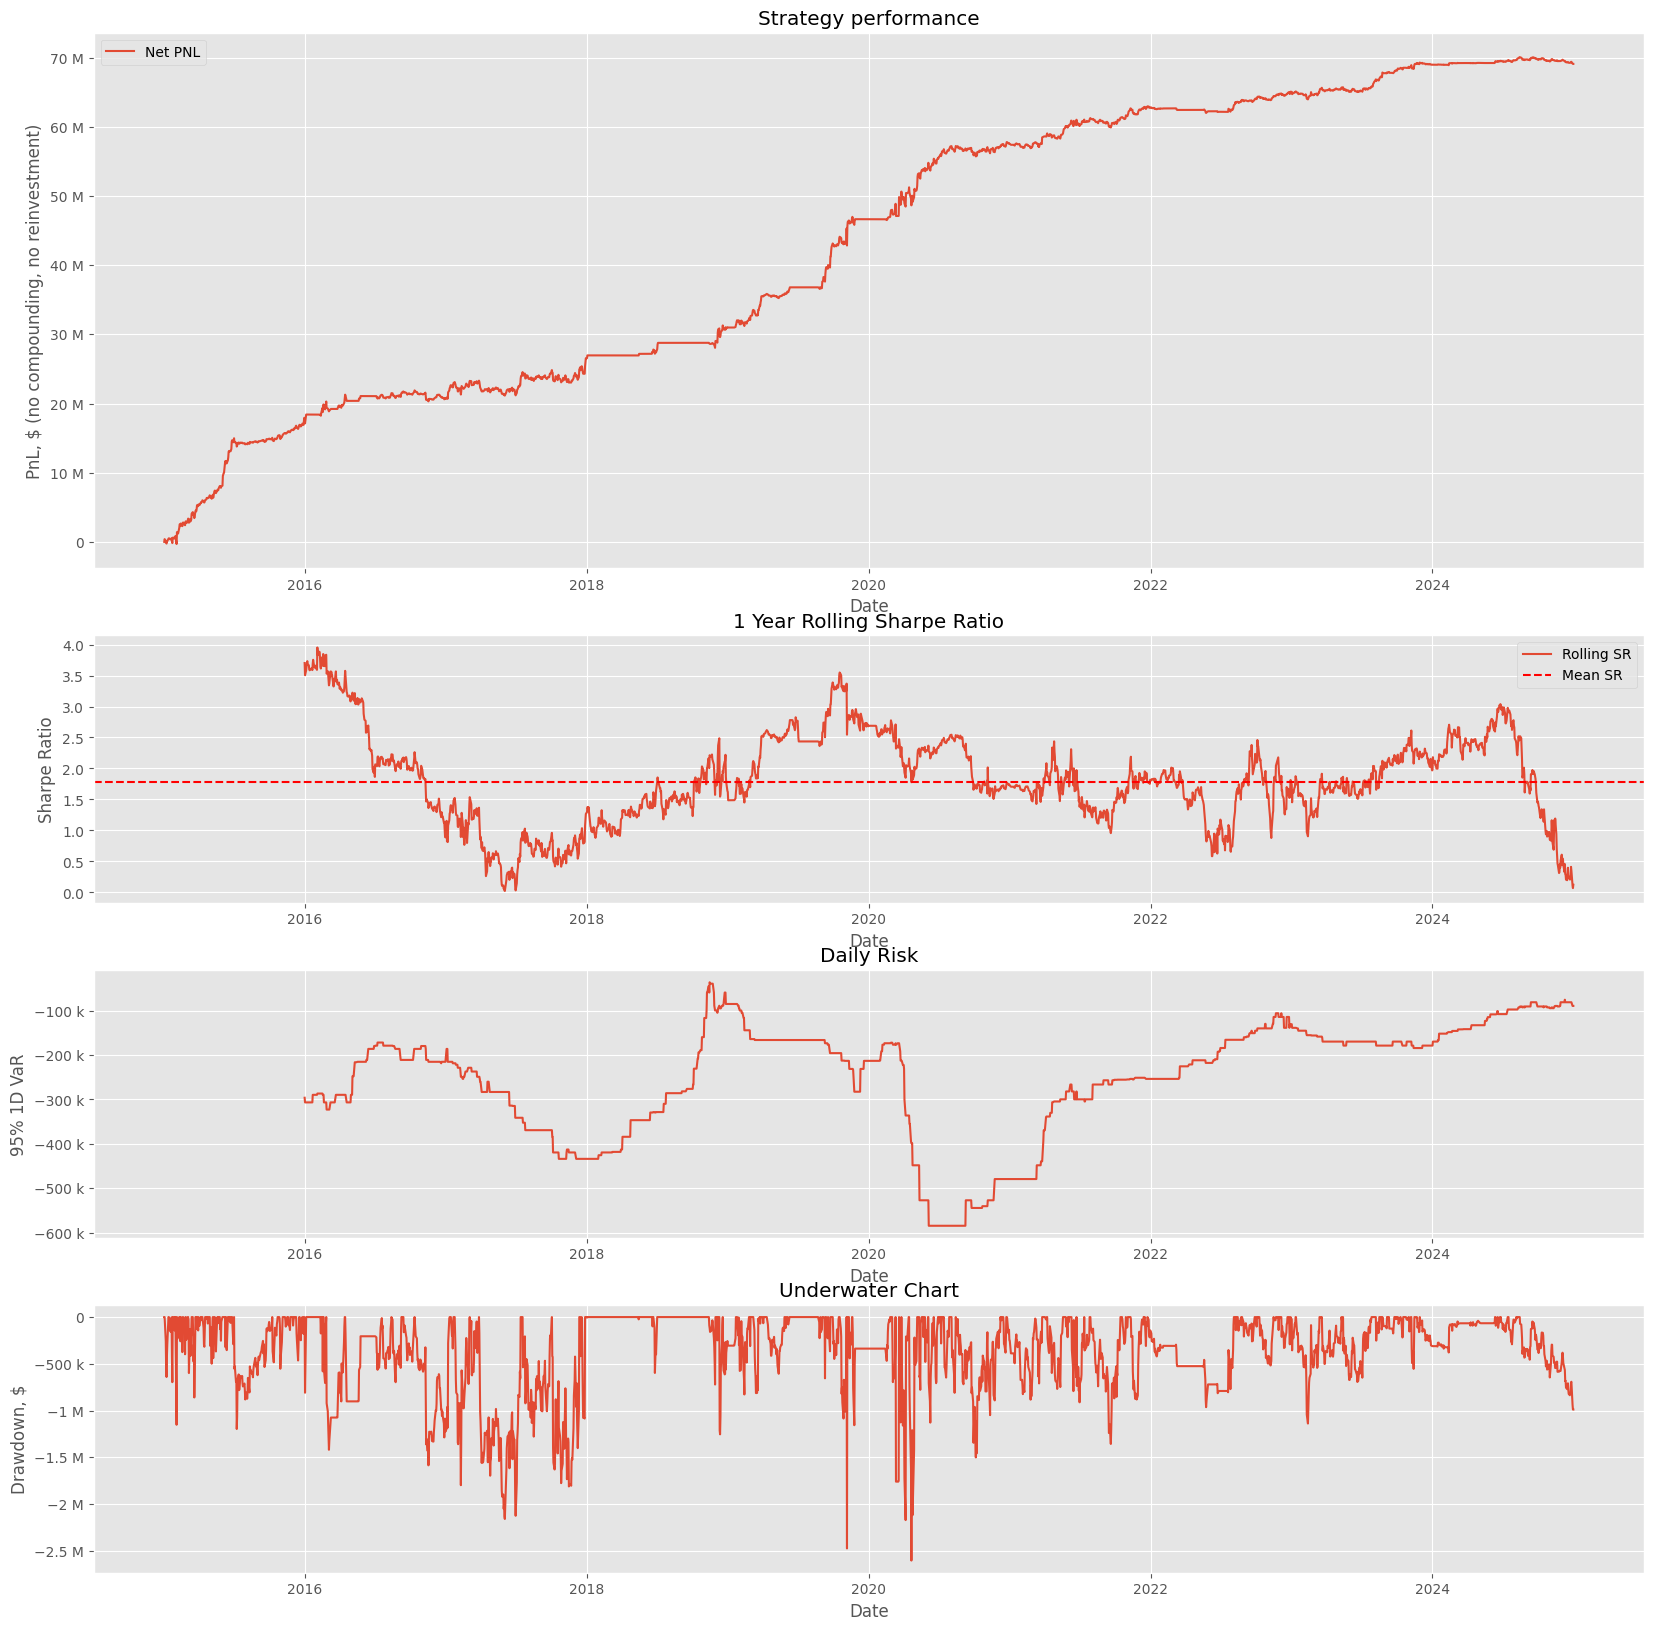 Strategy performance
Net PNL
PnL, $ (no compounding, no reinvestment)
70 M
60 M
50 M
40 M
30 M
20 M
10 M
0
2016 2018 2020 2022 2024
Date
1 Year Rolling Sharpe Ratio
Rolling SR
Mean SR
Sharpe Ratio
4.0
3.5
3.0
2.5
2.0
1.5
1.0
0.5
0.0
2016 2018 2020 2022 2024
Date
Daily Risk
95% 1D VaR
−100 k
−200 k
−300 k
−400 k
−500 k
−600 k
2016 2018 2020 2022 2024
Date
Underwater Chart
Drawdown, $
0
−500 k
−1 M
−1.5 M
−2 M
−2.5 M
2016 2018 2020 2022 2024
Date